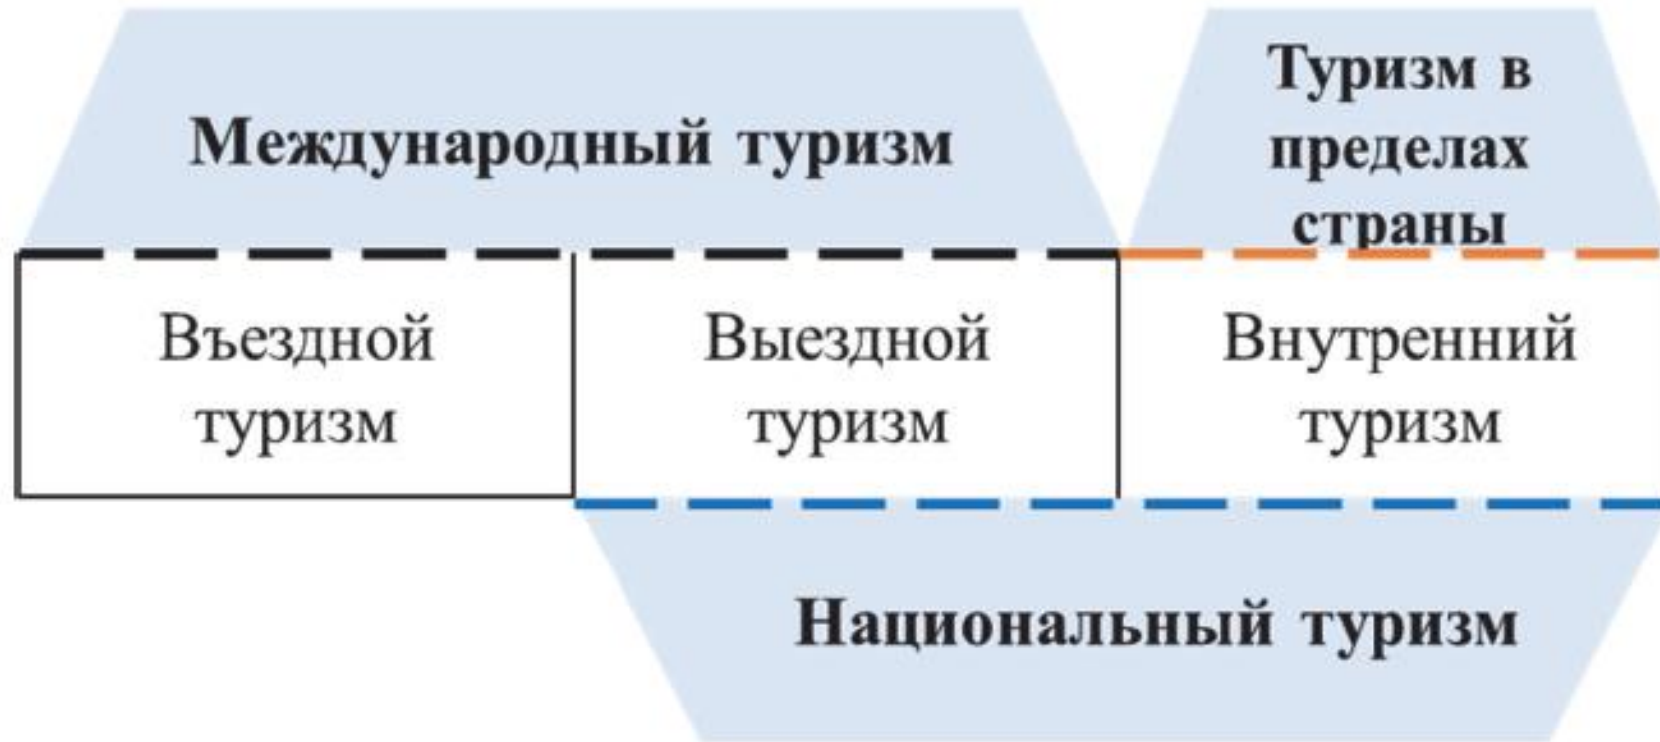 Международный туризм
Туризм в
пределах
страны
Въездной
туризм
Выездной
туризм
Внутренний
туризм
Национальный туризм